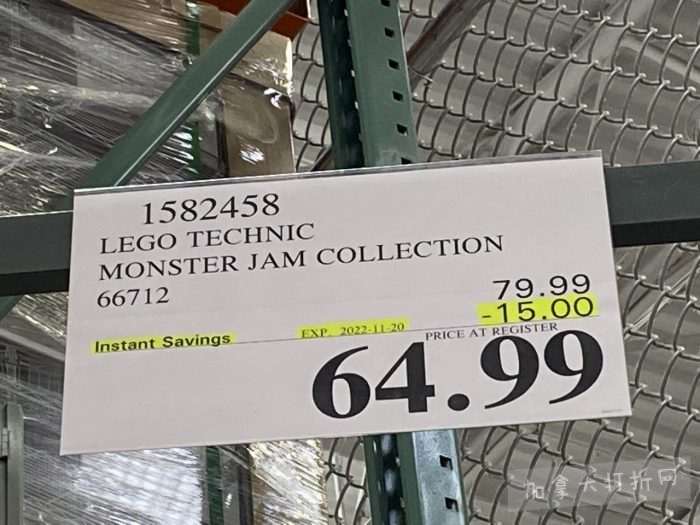 1582458
LEGO TECHNIC
MONSTER JAM COLLECTION
66712
79.99
-15.00
Instant Savings EXP. 2022-11-20 PRICE AT REGISTER
64.99
加拿大打折网